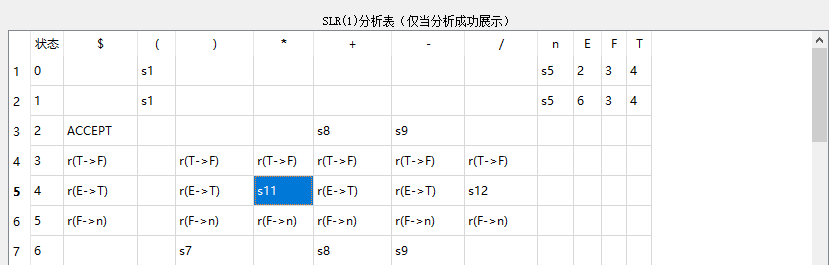 SLR(1)分析表（仅当分析成功展示）
状态 $ ( ) * + - / n E F T
1 0 s1 s5 2 3 4
2 1 s1 s5 6 3 4
3 2 ACCEPT s8 s9
4 3 r(T->F) r(T->F) r(T->F) r(T->F) r(T->F) r(T->F)
5 4 r(E->T) r(E->T) s11 r(E->T) r(E->T) s12
6 5 r(F->n) r(F->n) r(F->n) r(F->n) r(F->n) r(F->n)
7 6 s7 s8 s9